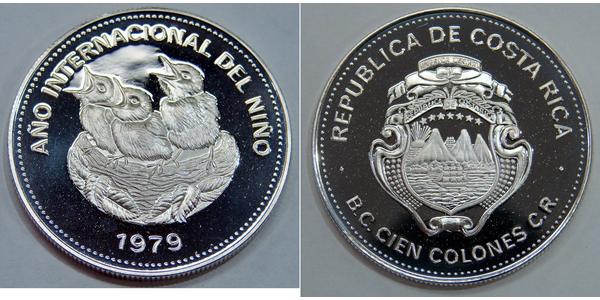 AÑO INTERNACIONAL DEL NIÑO
1979
REPUBLICA DE COSTA RICA
B.C. CIEN COLONES C.R.